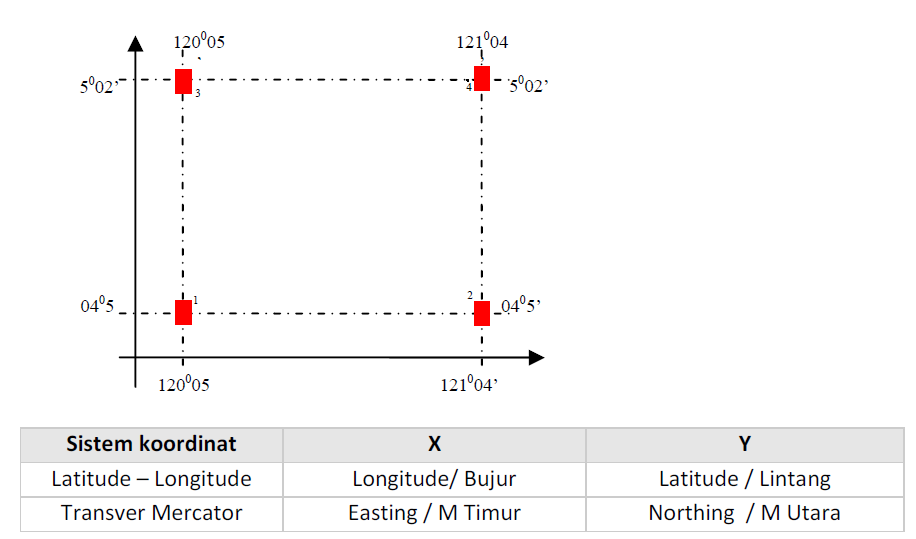 120⁰05 121⁰04
5⁰02’ 3 4 5⁰02’
04⁰5 1 2 04⁰5’
120⁰05 121⁰04’
Sistem koordinat X Y
Latitude – Longitude Longitude/ Bujur Latitude / Lintang
Transver Mercator Easting / M Timur Northing / M Utara